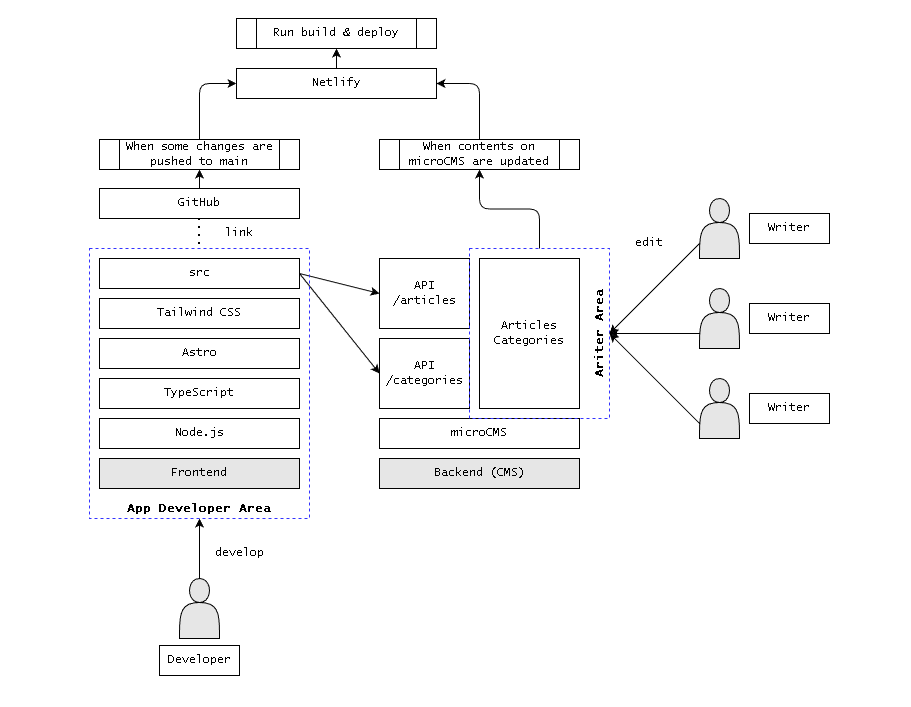 Run build & deploy
Netlify
When some changes are
pushed to main
When contents on
microCMS are updated
GitHub
link
src
Tailwind CSS
Astro
TypeScript
Node.js
Frontend
App Developer Area
API
/articles
API
/categories
Articles
Categories
Ariter Area
microCMS
Backend (CMS)
edit
Writer
Writer
Writer
develop
Developer